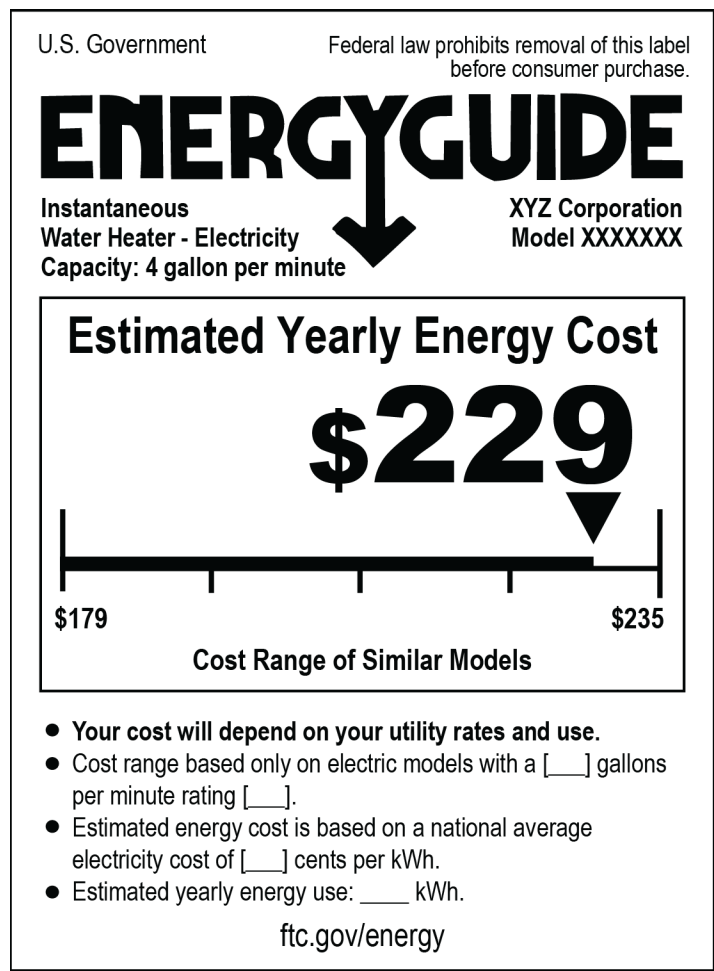 U.S. Government
Federal law prohibits removal of this label
before consumer purchase.
ENERGYGUIDE
Instantaneous
Water Heater - Electricity
Capacity: 4 gallon per minute
XYZ Corporation
Model XXXXXXX
Estimated Yearly Energy Cost
$229
$179
$235
Cost Range of Similar Models
● Your cost will depend on your utility rates and use.
● Cost range based only on electric models with a [___] gallons
per minute rating [___].
● Estimated energy cost is based on a national average
electricity cost of [___] cents per kWh.
● Estimated yearly energy use: ____ kWh.
ftc.gov/energy